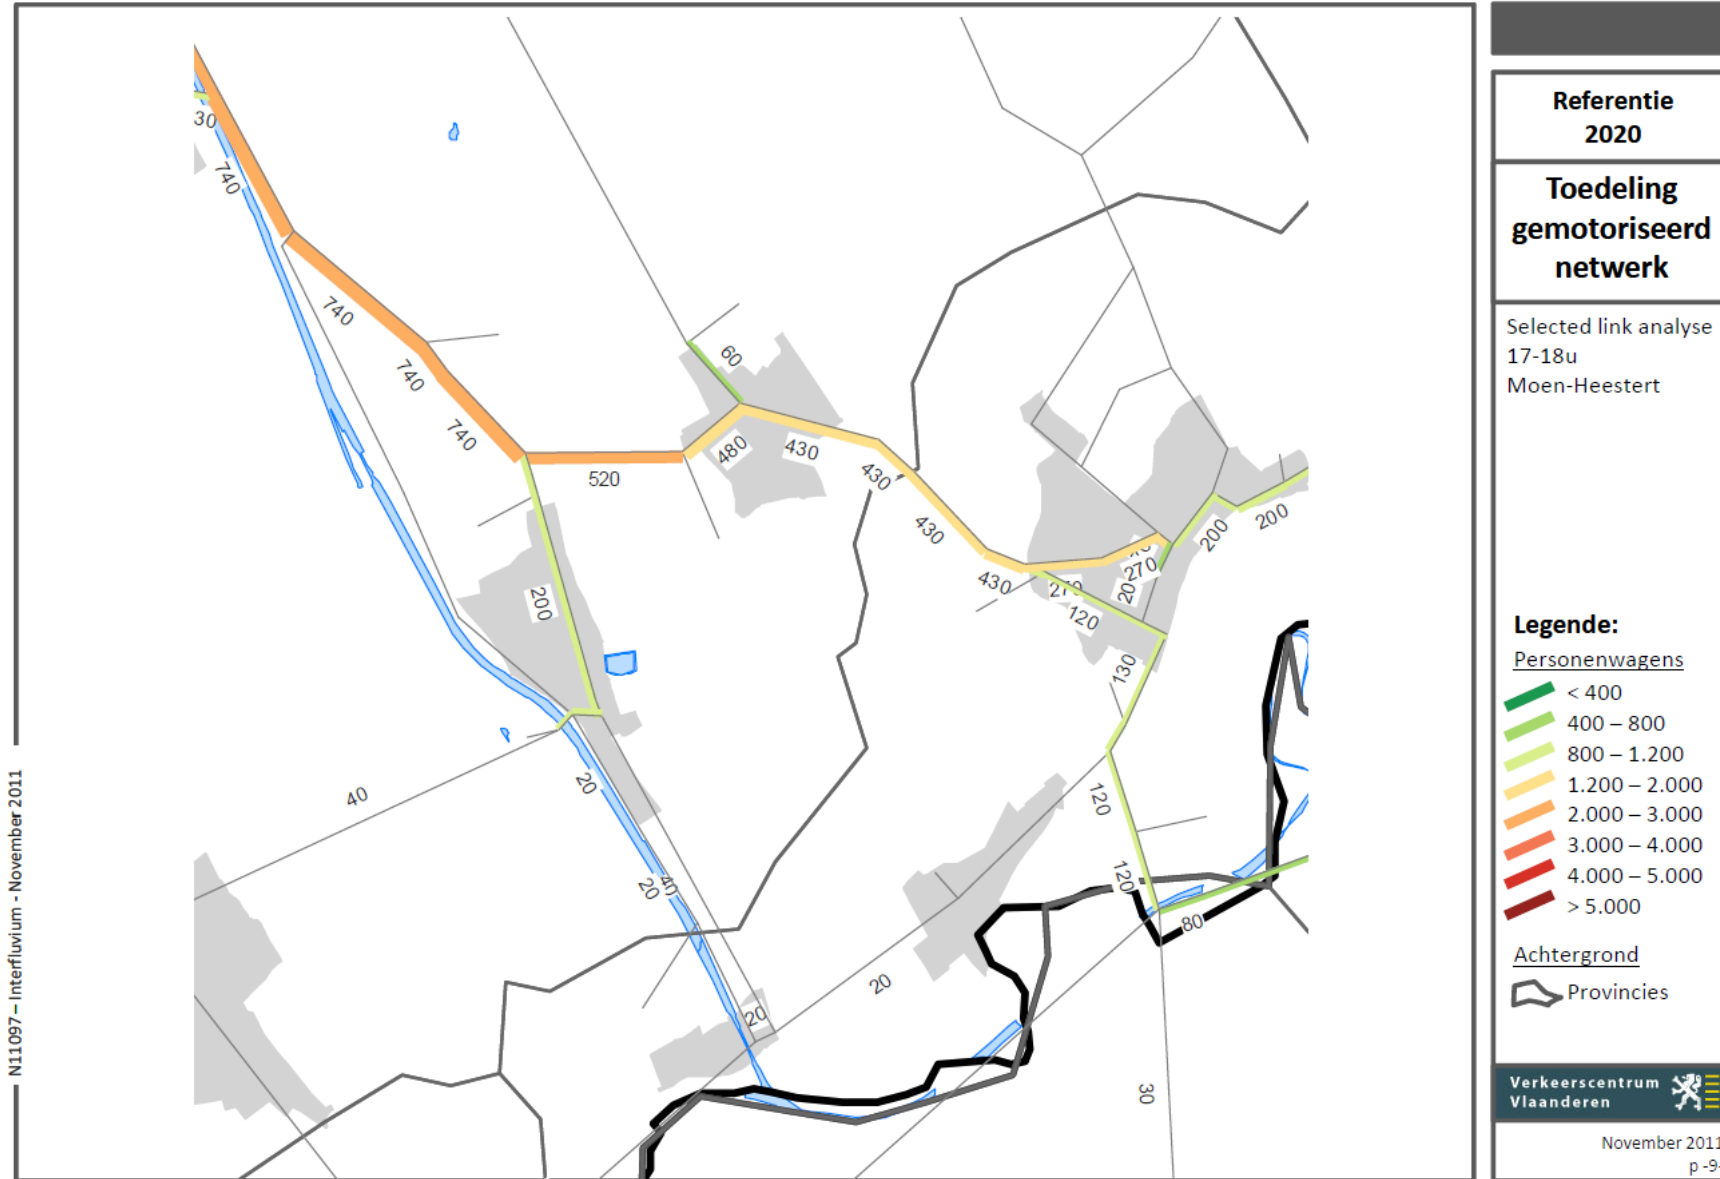 30
740
740
740
740
60
480
430
520
430
430
430
200
270
20
120
200
200
130
120
120
80
40
20
40
20
20
20
30
N11097 – Interfluvium - November 2011
Referentie
2020
Toedeling
gemotoriseerd
netwerk
Selected link analyse
17-18u
Moen-Heestert
Legende:
Personenwagens
< 400
400 – 800
800 – 1.200
1.200 – 2.000
2.000 – 3.000
3.000 – 4.000
4.000 – 5.000
> 5.000
Achtergrond
Provincies
Verkeerscentrum
Vlaanderen
November 2011
p -9-